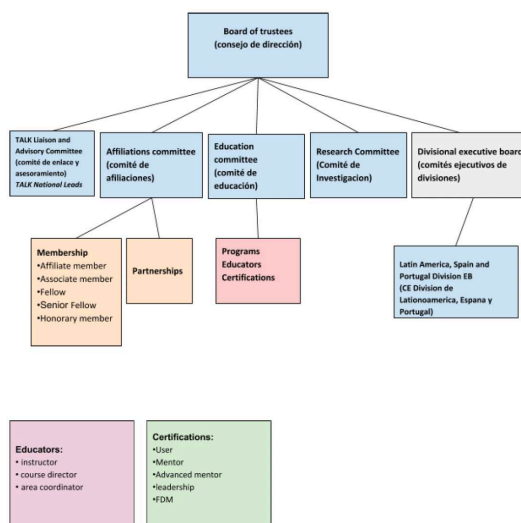 Board of trustees
(consejo de dirección)
TALK Liaison and
Advisory Committee
(comité de enlace y
asesoramiento)
TALK National Leads
Affiliations committee
(comité de
afiliaciones)
Education
committee
(comité de
educación)
Research Committee
(Comité de
Investigacion)
Divisional executive board
(comités ejecutivos de
divisiones)
Membership
•Affiliate member
•Associate member
•Fellow
•Senior Fellow
•Honorary member
Partnerships
Programs
Educators
Certifications
Latin America, Spain and
Portugal Division EB
(CE Division de
Lationoamerica, Espana y
Portugal)
Educators:
• instructor
• course director
• area coordinator
Certifications:
•User
•Mentor
•Advanced mentor
•leadership
•FDM